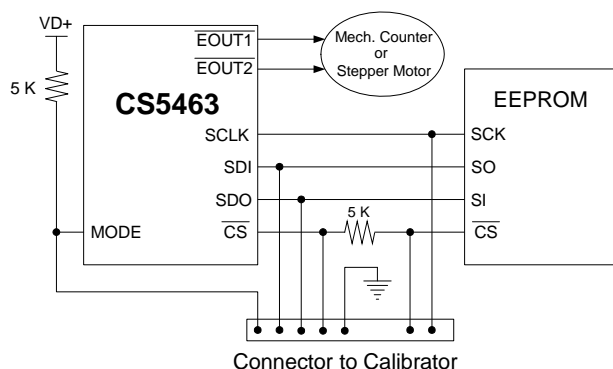 VD+
5 K
CS5463
EOUT1
EOUT2
SCLK
SDI
SDO
CS
MODE
Mech. Counter
or
Stepper Motor
5 K
EEPROM
SCK
SO
SI
CS
Connector to Calibrator